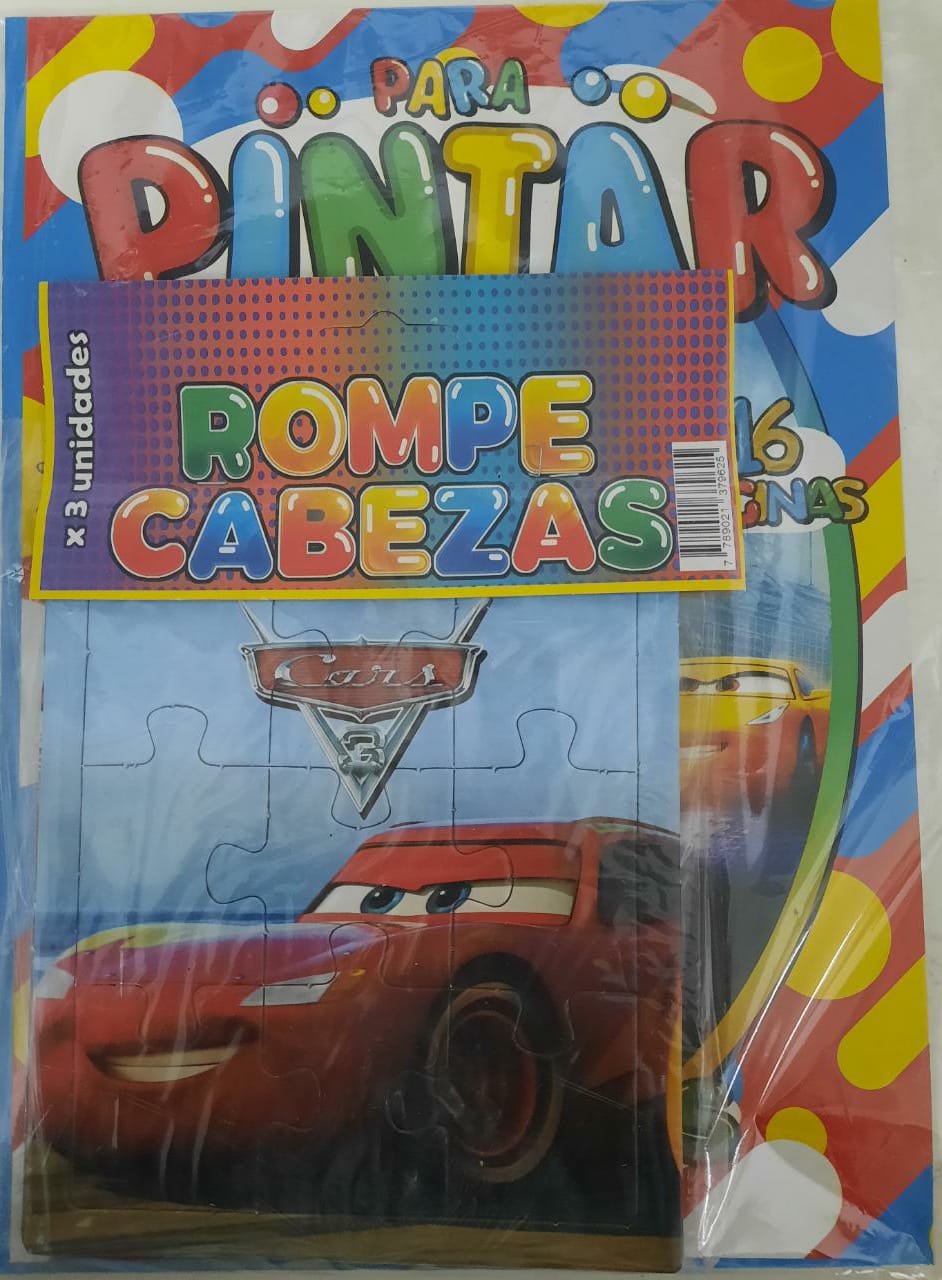 PARA
PINTAR
x 3 unidades
ROMPE
CABEZAS
7 789021 379625
16
Cars
3